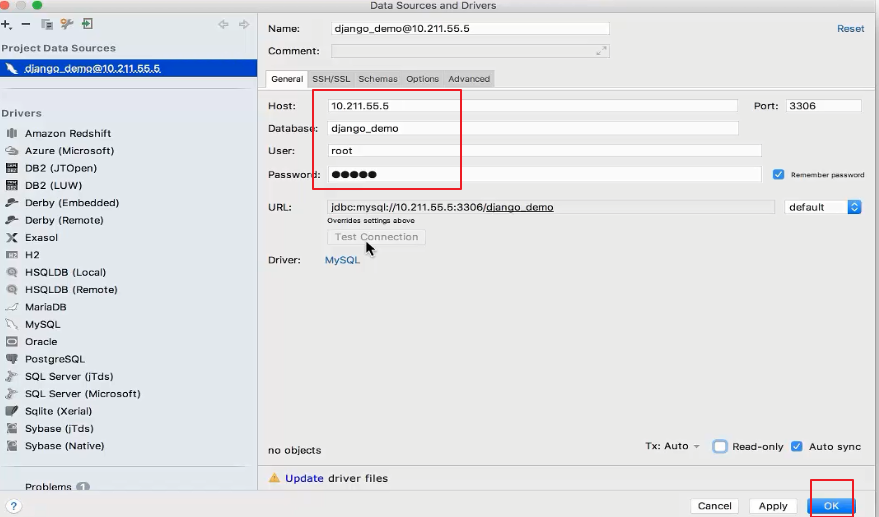 Data Sources and Drivers
Project Data Sources
django_demo@10.211.55.5
Drivers
Amazon Redshift
Azure (Microsoft)
DB2 (JTOpen)
DB2 (LUW)
Derby (Embedded)
Derby (Remote)
Exasol
H2
HSQLDB (Local)
HSQLDB (Remote)
MariaDB
MySQL
Oracle
PostgreSQL
SQL Server (jTds)
SQL Server (Microsoft)
Sqlite (Xerial)
Sybase (jTds)
Sybase (Native)
Problems 1
?
Name: django_demo@10.211.55.5 Reset
Comment:
General SSH/SSL Schemas Options Advanced
Host: 10.211.55.5 Port: 3306
Database: django_demo
User: root
Password: ●●●●● Remember password
URL: jdbc:mysql://10.211.55.5:3306/django_demo default
Overrides settings above
Test Connection
Driver: MySQL
no objects Tx: Auto Read-only Auto sync
Update driver files
Cancel Apply OK